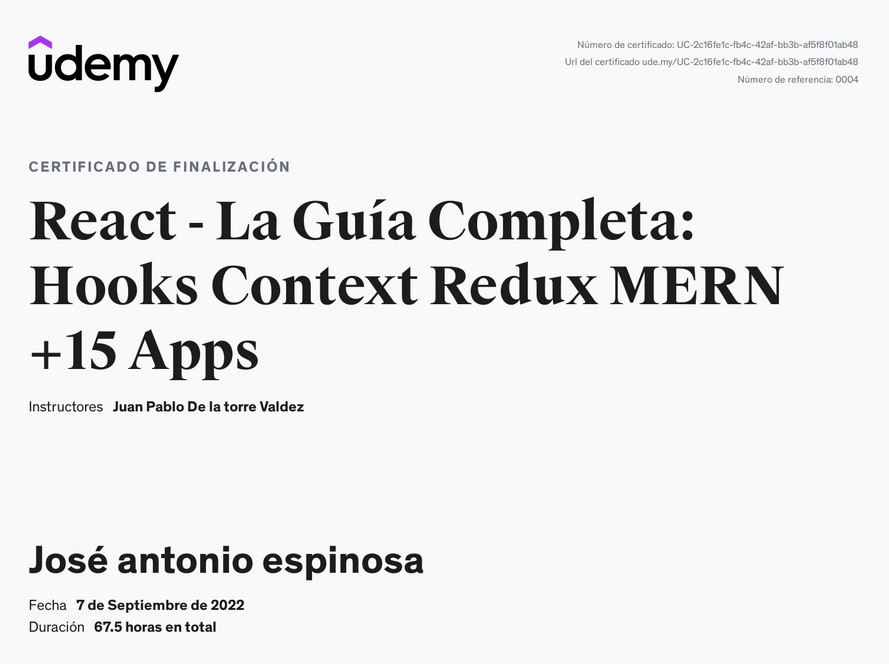 udemy
Número de certificado: UC-2c16fe1c-fb4c-42af-bb3b-af5f8f01ab48
Url del certificado ude.my/UC-2c16fe1c-fb4c-42af-bb3b-af5f8f01ab48
Número de referencia: 0004
CERTIFICADO DE FINALIZACIÓN
React - La Guía Completa:
Hooks Context Redux MERN
+15 Apps
Instructores Juan Pablo De la torre Valdez
José antonio espinosa
Fecha 7 de Septiembre de 2022
Duración 67.5 horas en total